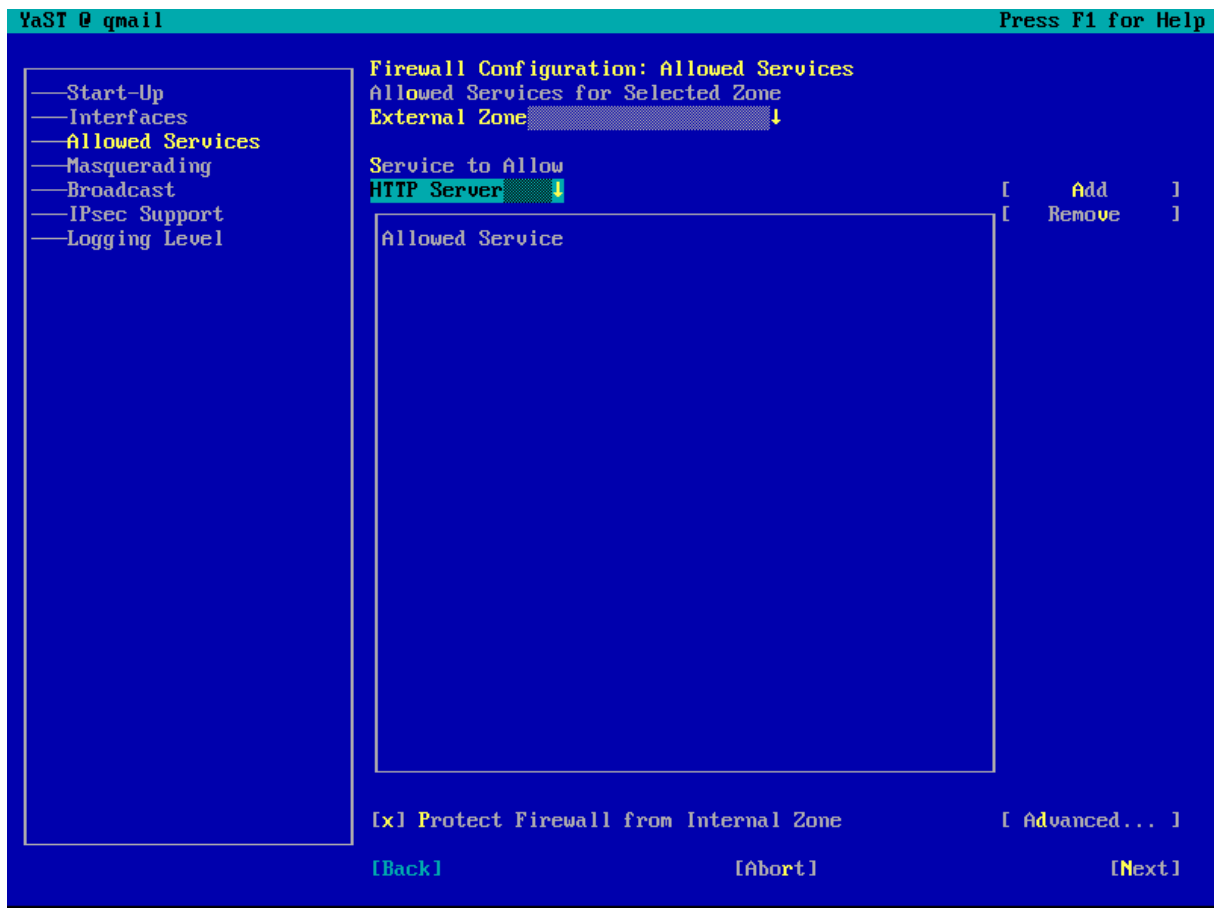 YaST @ qmail Press F1 for Help
Start-Up
Interfaces
Allowed Services
Masquerading
Broadcast
IPsec Support
Logging Level
Firewall Configuration: Allowed Services
Allowed Services for Selected Zone
External Zone↓
Service to Allow
HTTP Server↓
[ Add ]
[ Remove ]
Allowed Service
[x] Protect Firewall from Internal Zone
[ Advanced... ]
[Back] [Abort] [Next]